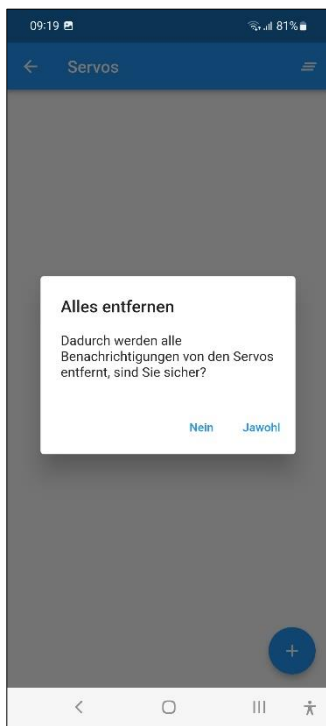 09:19 81%
Servos
Alles entfernen
Dadurch werden alle
Benachrichtigungen von den Servos
entfernt, sind Sie sicher?
Nein Jawohl